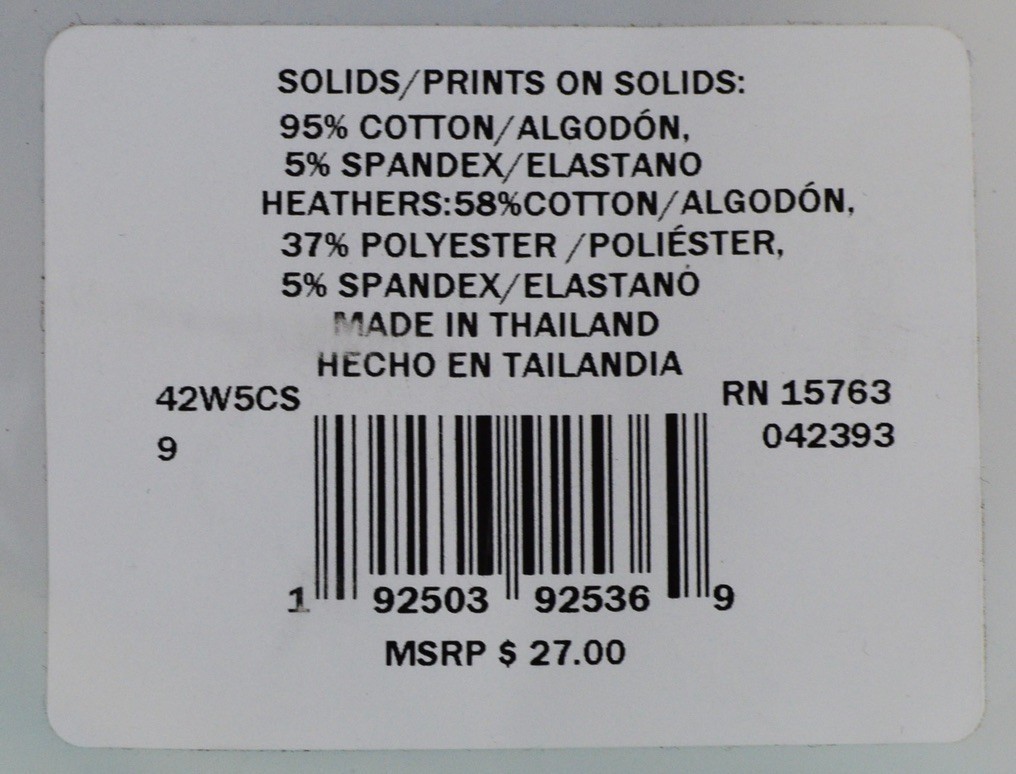 SOLIDS/PRINTS ON SOLIDS:
95% COTTON/ALGODÓN,
5% SPANDEX/ELASTANO
HEATHERS:58%COTTON/ALGODÓN,
37% POLYESTER /POLIÉSTER,
5% SPANDEX/ELASTANO
MADE IN THAILAND
HECHO EN TAILANDIA
42W5CS RN 15763
9 042393
1 92503 92536 9
MSRP $ 27.00